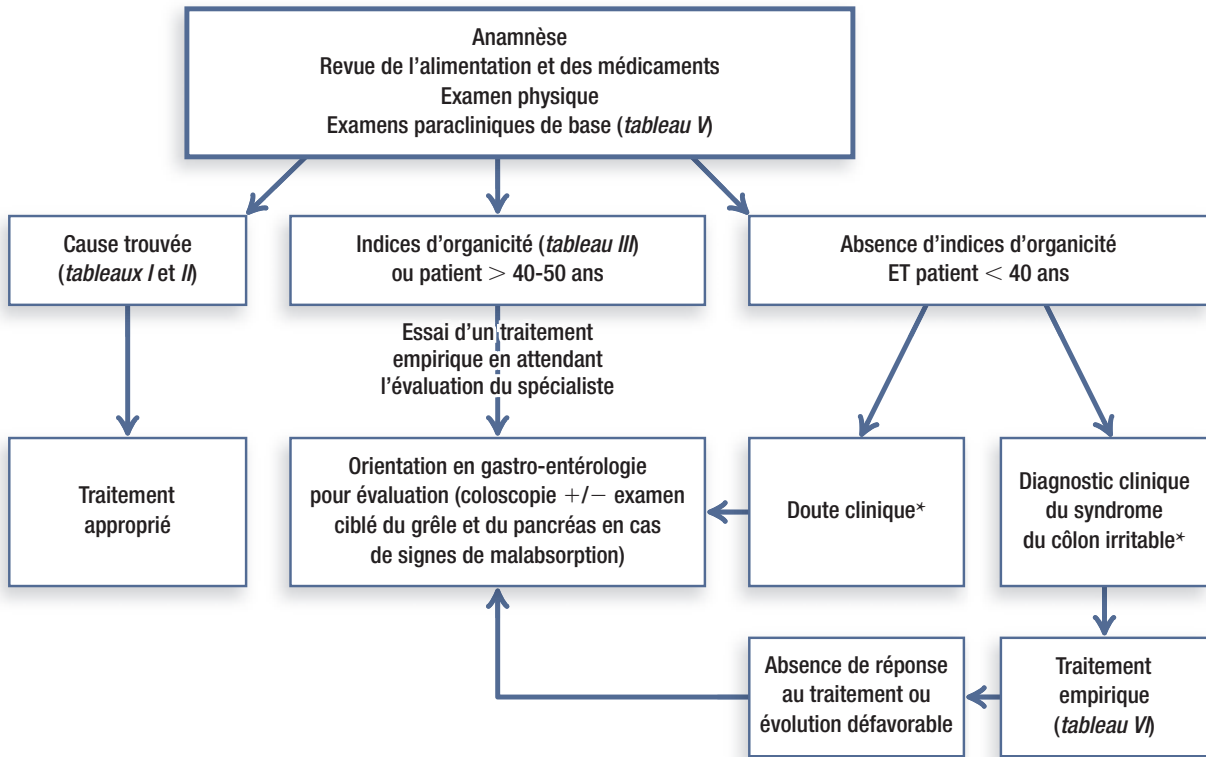 Anamnèse
Revue de l'alimentation et des médicaments
Examen physique
Examens paracliniques de base (tableau V)
Cause trouvée
(tableaux I et II)
Indices d'organicité (tableau III)
ou patient > 40-50 ans
Absence d'indices d'organicité
ET patient < 40 ans
Essai d'un traitement
empirique en attendant
l'évaluation du spécialiste
Traitement
approprié
Orientation en gastro-entérologie
pour évaluation (coloscopie +/− examen
ciblé du grêle et du pancréas en cas
de signes de malabsorption)
Doute clinique*
Diagnostic clinique
du syndrome
du côlon irritable*
Absence de réponse
au traitement ou
évolution défavorable
Traitement
empirique
(tableau VI)